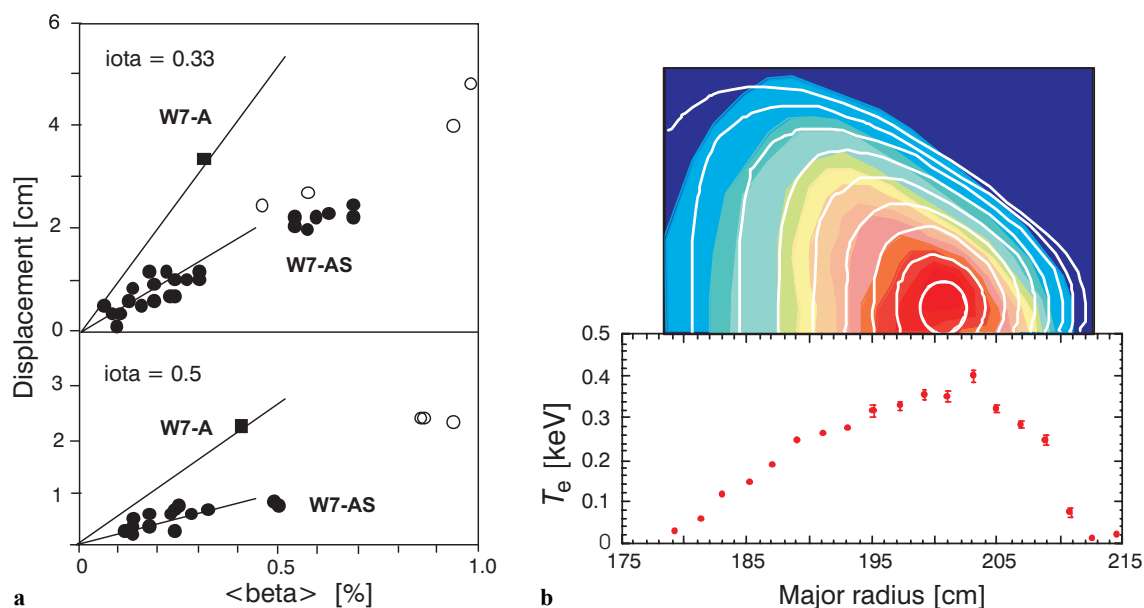 6
iota = 0.33
W7-A
4
2
W7-AS
0
Displacement [cm]
iota = 0.5
3
W7-A
2
1
W7-AS
0
0.5
1.0
<beta> [%]
a
0.5
0.4
0.3
0.2
0.1
0
Te [keV]
175
185
195
205
215
Major radius [cm]
b